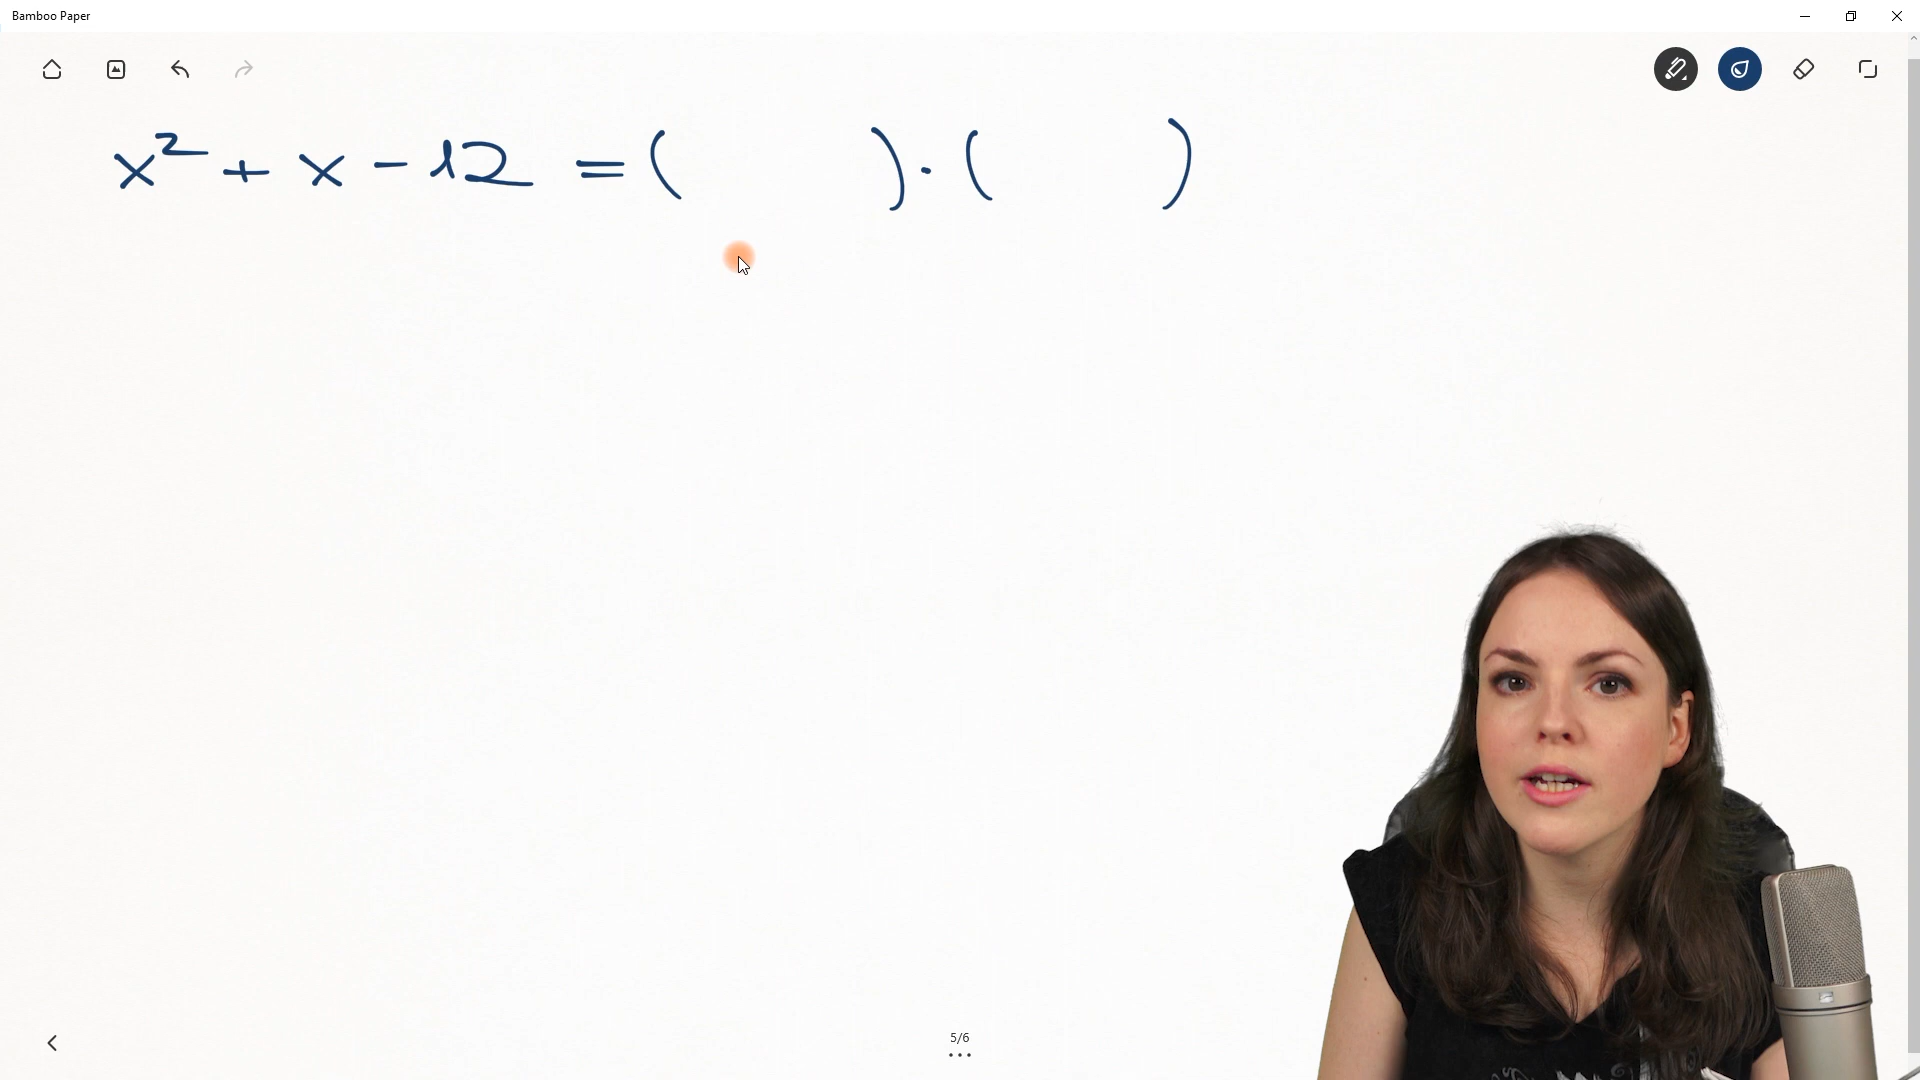 Bamboo Paper
x² + x - 12 = ( ) · ( )
5/6